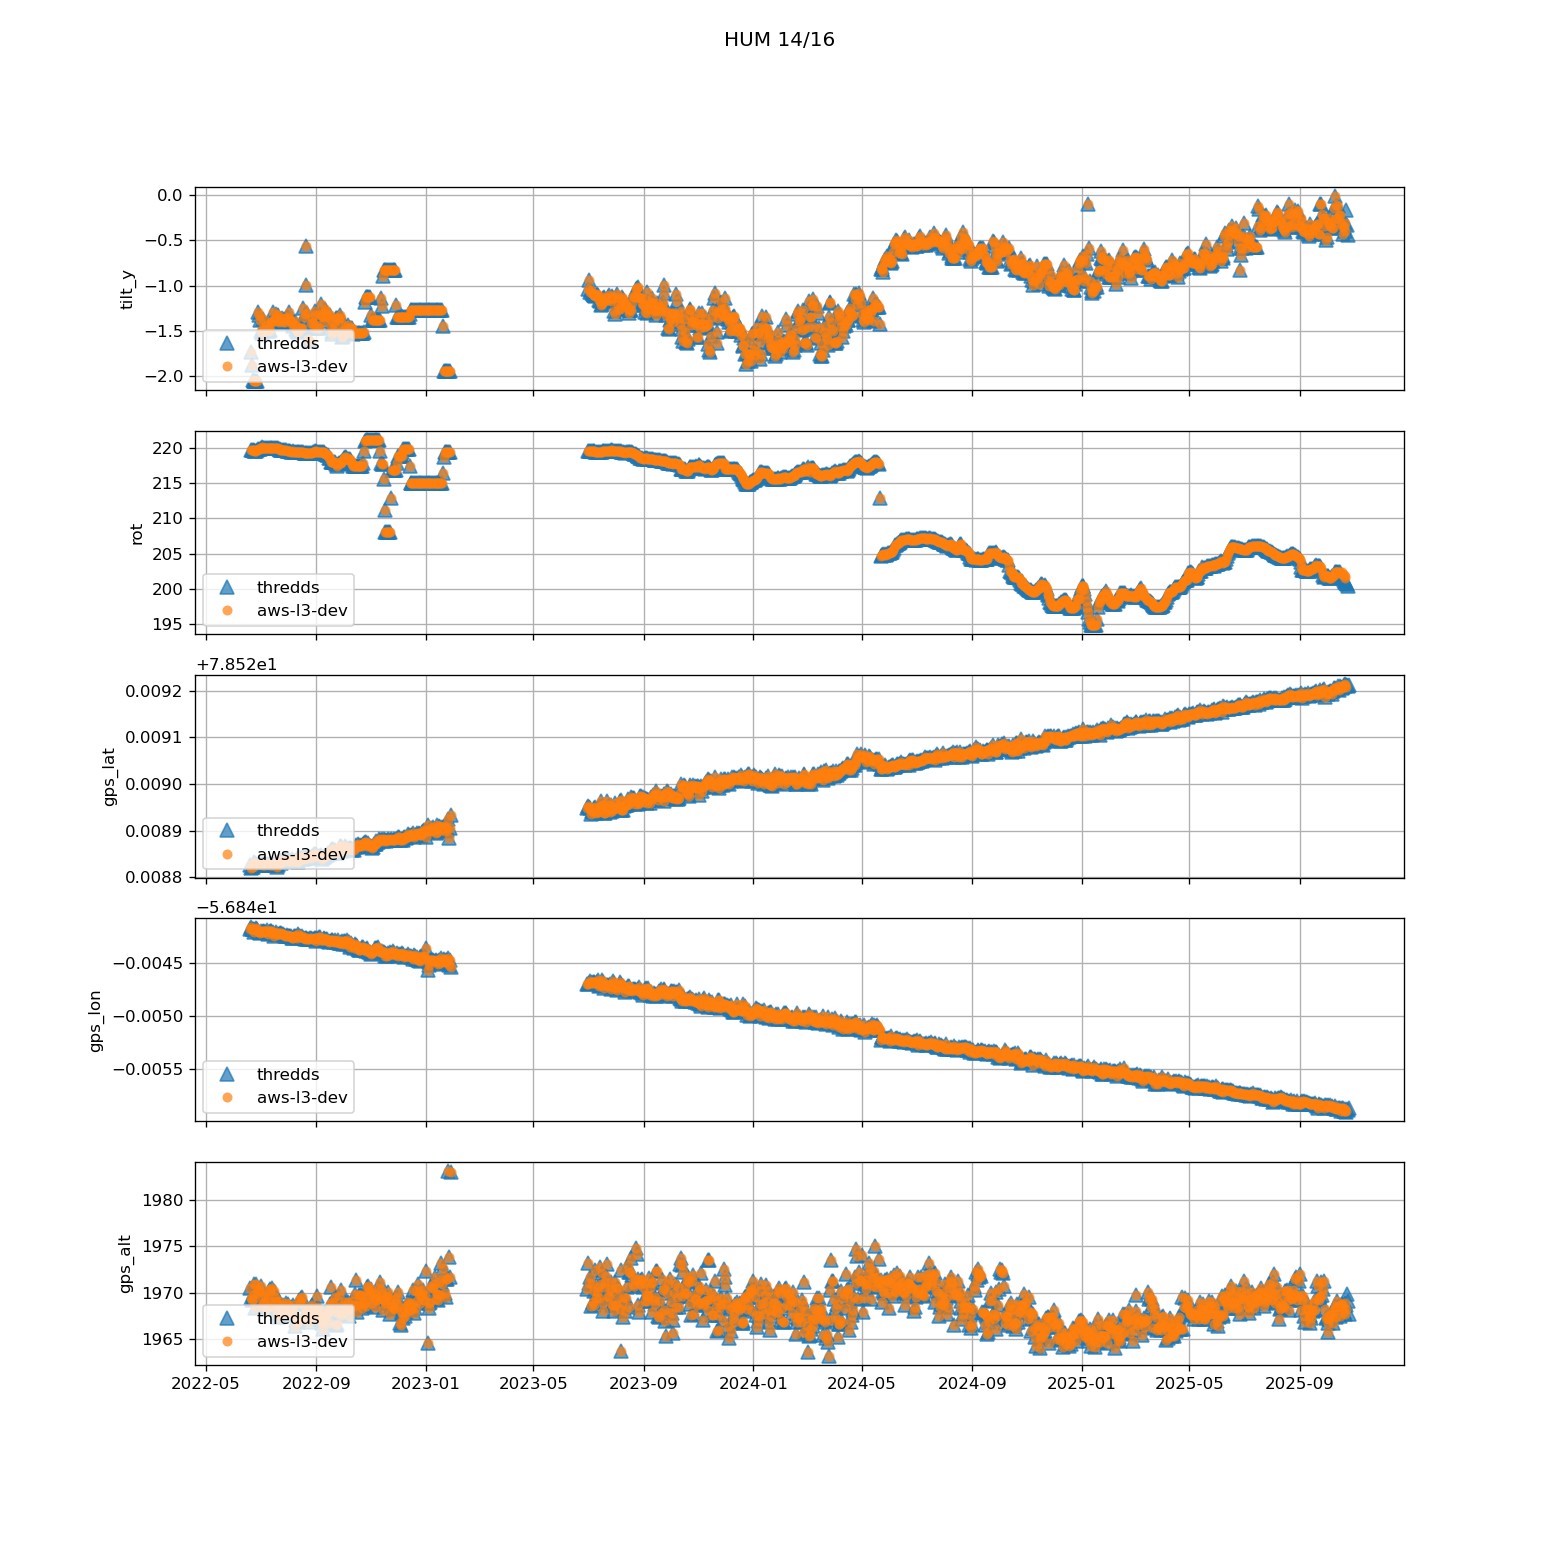 HUM 14/16
0.0
−0.5
−1.0
−1.5
−2.0
tilt_y
thredds
aws-l3-dev
220
215
210
205
200
195
rot
thredds
aws-l3-dev
+7.852e1
0.0092
0.0091
0.0090
0.0089
0.0088
gps_lat
thredds
aws-l3-dev
−5.684e1
−0.0045
−0.0050
−0.0055
gps_lon
thredds
aws-l3-dev
1980
1975
1970
1965
gps_alt
thredds
aws-l3-dev
2022-05 2022-09 2023-01 2023-05 2023-09 2024-01 2024-05 2024-09 2025-01 2025-05 2025-09